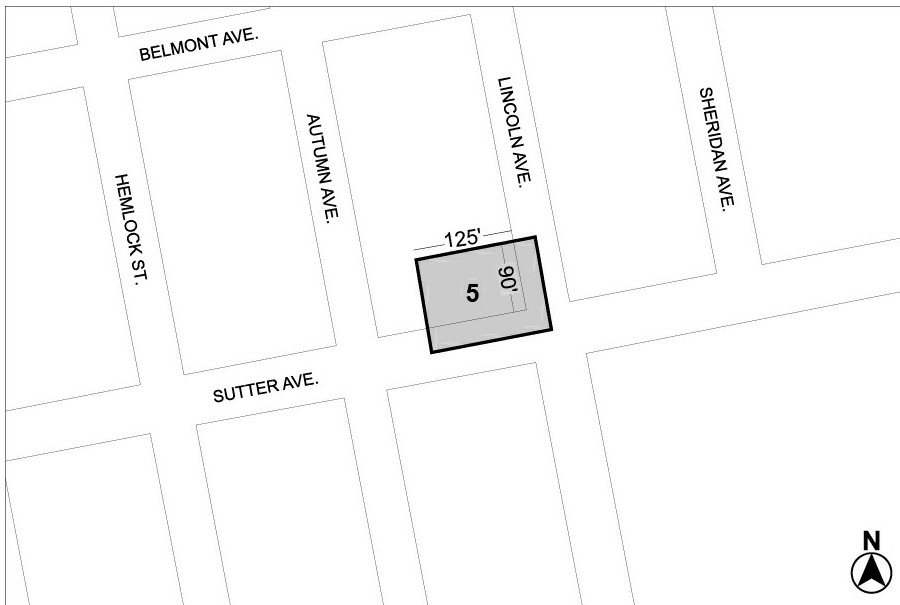 BELMONT AVE.
LINCOLN AVE.
SHERIDAN AVE.
AUTUMN AVE.
HEMLOCK ST.
125'
90'
5
SUTTER AVE.
N